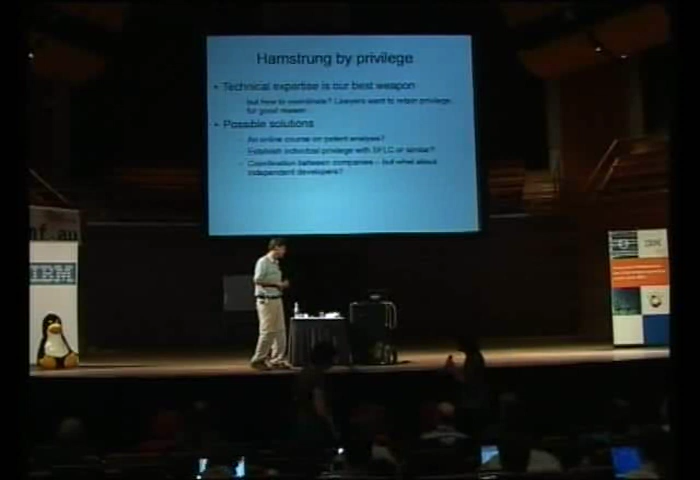 Hamstrung by privilege
• Technical expertise is our best weapon
but how to coordinate? Lawyers want to retain privilege,
for good reason
• Possible solutions
An online course on patent analysis?
Establish individual privilege with SFLC or similar?
Coordination between companies – but what about
independent developers?
nf.au
IBM
IBM